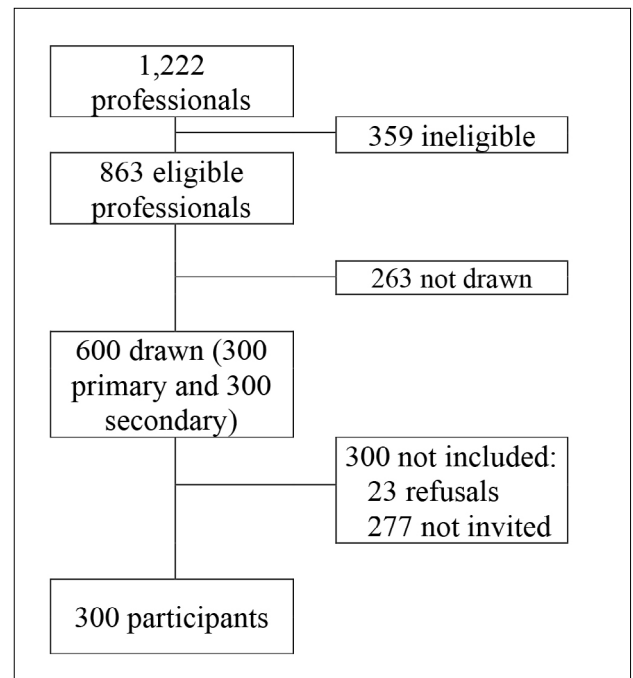 1,222
professionals
359 ineligible
863 eligible
professionals
263 not drawn
600 drawn (300
primary and 300
secondary)
300 not included:
23 refusals
277 not invited
300 participants